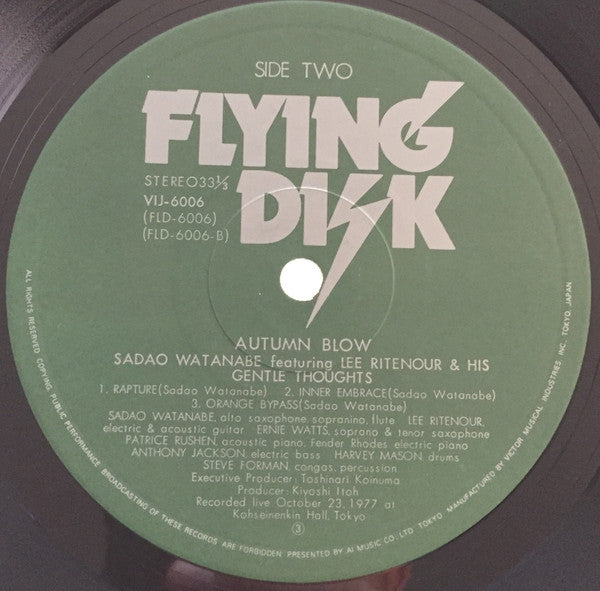 SIDE TWO
FLYING
DISK
STEREO33⅓
VIJ-6006
(FLD-6006)
(FLD-6006-B)
AUTUMN BLOW
SADAO WATANABE featuring LEE RITENOUR & HIS
GENTLE THOUGHTS
1. RAPTURE(Sadao Watanabe) 2. INNER EMBRACE(Sadao Watanabe)
3. ORANGE BYPASS(Sadao Watanabe)
SADAO WATANABE, alto saxophone sopranino, flute LEE RITENOUR,
electric & acoustic guitar ERNIE WATTS, soprano & tenor saxophone
PATRICE RUSHEN, acoustic piano, Fender Rhodes electric piano
ANTHONY JACKSON, electric bass HARVEY MASON, drums
STEVE FORMAN, congas, percussion
Executive Producer: Toshinari Koinuma
Producer: Kiyoshi Itoh
Recorded live October 23, 1977 at
Kohseinenkin Hall, Tokyo
③
ALL RIGHTS RESERVED COPYING PUBLIC PERFORMANCE BROADCASTING OF THESE RECORDS ARE FORBIDDEN. PRESENTED BY AI MUSIC CO., LTD. TOKYO, MANUFACTURED BY VICTOR MUSICAL INDUSTRIES INC. TOKYO, JAPAN